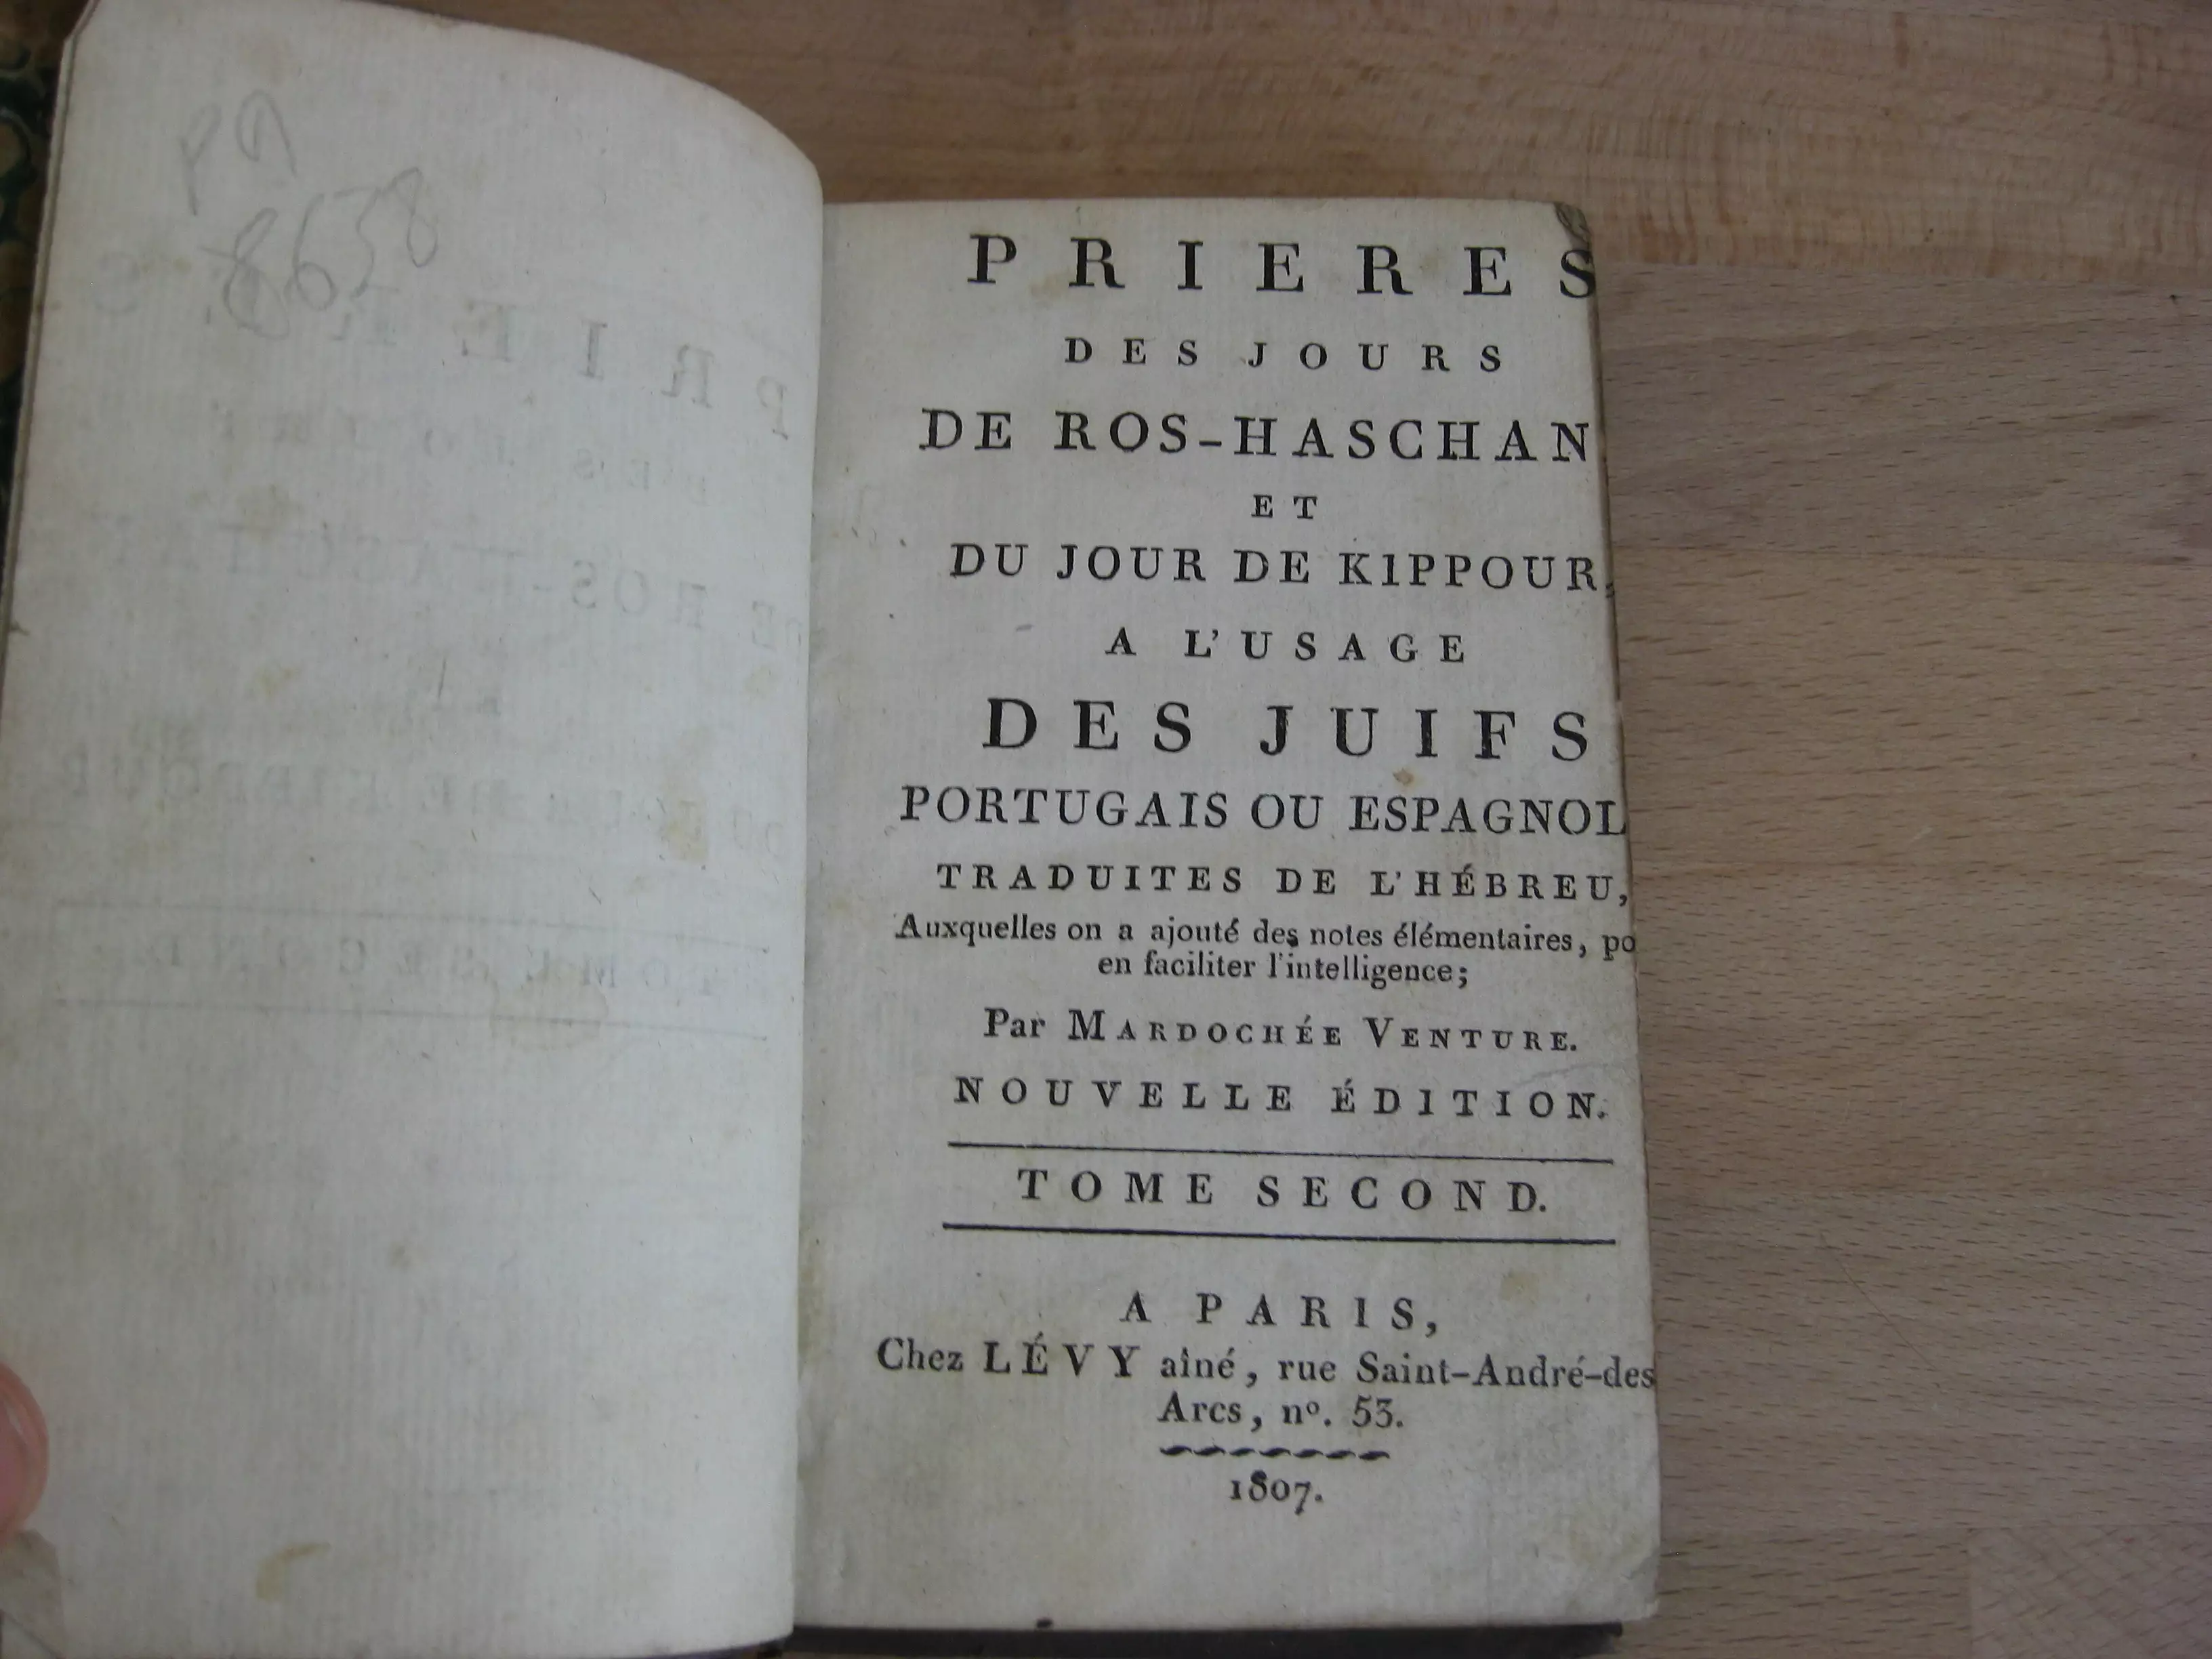 PRIERES
DES JOURS
DE ROS-HASCHAN
ET
DU JOUR DE KIPPOUR,
A L'USAGE
DES JUIFS
PORTUGAIS OU ESPAGNOL
TRADUITES DE L'HÉBREU,
Auxquelles on a ajouté des notes élémentaires, po
en faciliter l'intelligence;
Par MARDOCHÉE VENTURE.
NOUVELLE ÉDITION.
TOME SECOND.
A PARIS,
Chez LÉVY aîné, rue Saint-André-des
Arcs, nº. 53.
1807.